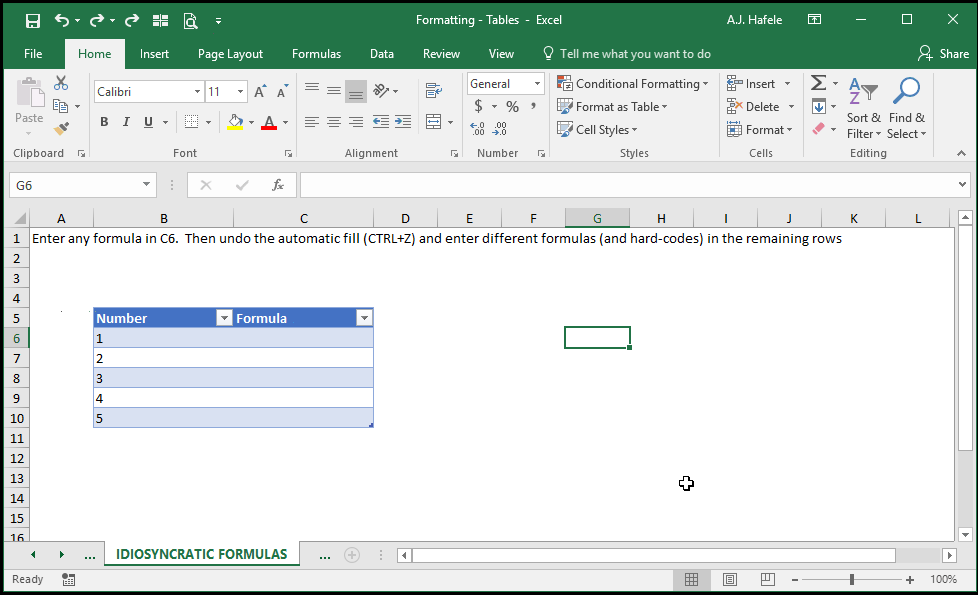 Formatting - Tables - Excel A.J. Hafele
File Home Insert Page Layout Formulas Data Review View Tell me what you want to do Share
Paste Calibri 11 A A General Conditional Formatting Insert
B I U A $ % , Format as Table Delete Sort & Filter Find & Select
.00 .0 Cell Styles Format
Clipboard Font Alignment Number Styles Cells Editing
G6 fx
A B C D E F G H I J K L
1 Enter any formula in C6.  Then undo the automatic fill (CTRL+Z) and enter different formulas (and hard-codes) in the remaining rows
2
3
4
5 Number Formula
6 1
7 2
8 3
9 4
10 5
11
12
13
14
15
16
... IDIOSYNCRATIC FORMULAS ...
Ready - + 100%